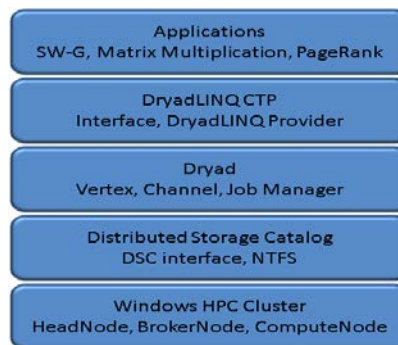 Applications
SW-G, Matrix Multiplication, PageRank
DryadLINQ CTP
Interface, DryadLINQ Provider
Dryad
Vertex, Channel, Job Manager
Distributed Storage Catalog
DSC interface, NTFS
Windows HPC Cluster
HeadNode, BrokerNode, ComputeNode